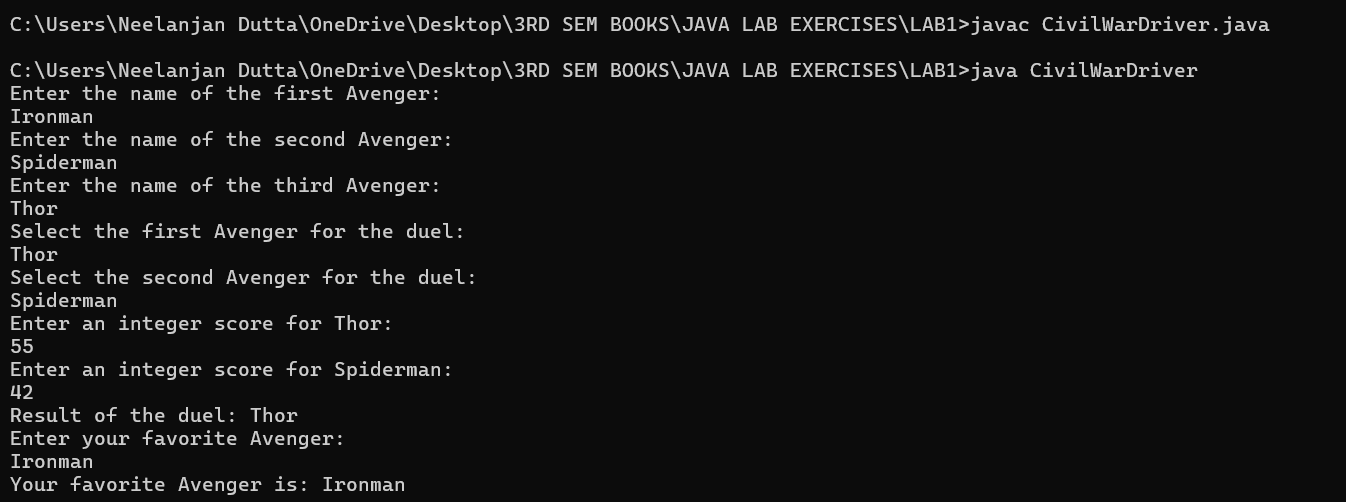 C:\Users\Neelanjan Dutta\OneDrive\Desktop\3RD SEM BOOKS\JAVA LAB EXERCISES\LAB1>javac CivilWarDriver.java
C:\Users\Neelanjan Dutta\OneDrive\Desktop\3RD SEM BOOKS\JAVA LAB EXERCISES\LAB1>java CivilWarDriver
Enter the name of the first Avenger:
Ironman
Enter the name of the second Avenger:
Spiderman
Enter the name of the third Avenger:
Thor
Select the first Avenger for the duel:
Thor
Select the second Avenger for the duel:
Spiderman
Enter an integer score for Thor:
55
Enter an integer score for Spiderman:
42
Result of the duel: Thor
Enter your favorite Avenger:
Ironman
Your favorite Avenger is: Ironman